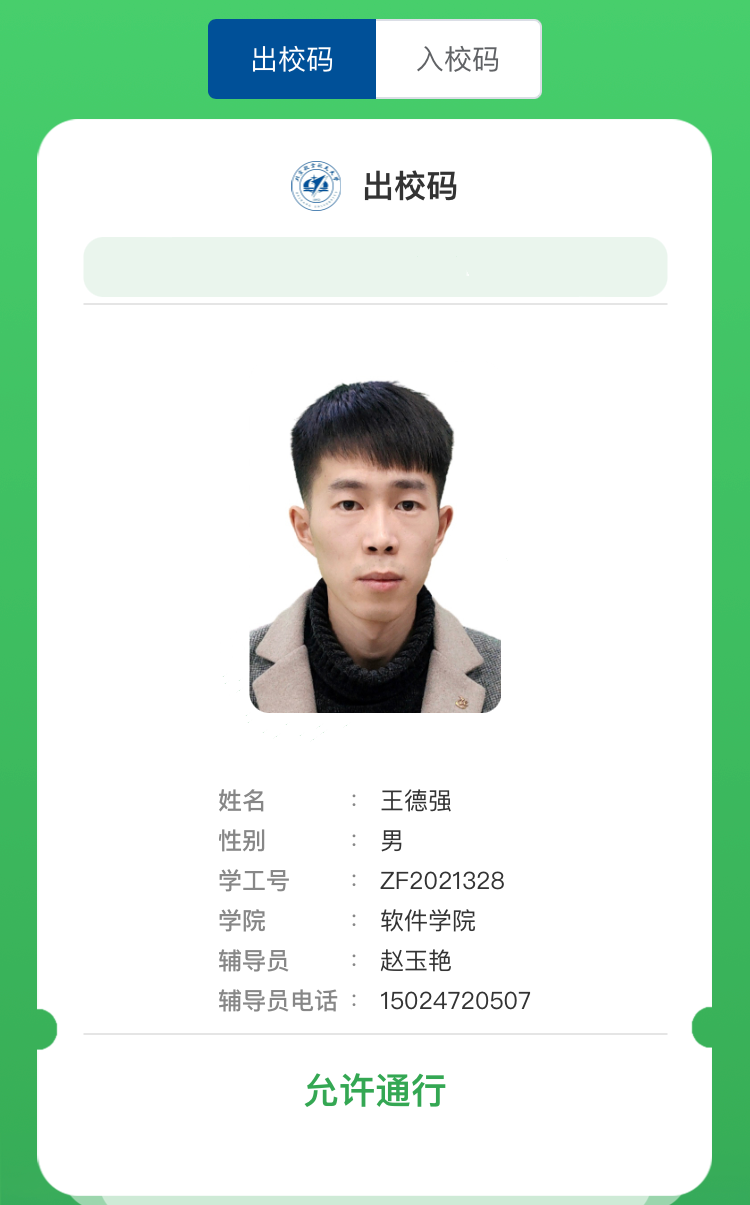 出校码 入校码
出校码
姓名 : 王德强
性别 : 男
学工号 : ZF2021328
学院 : 软件学院
辅导员 : 赵玉艳
辅导员电话 : 15024720507
允许通行